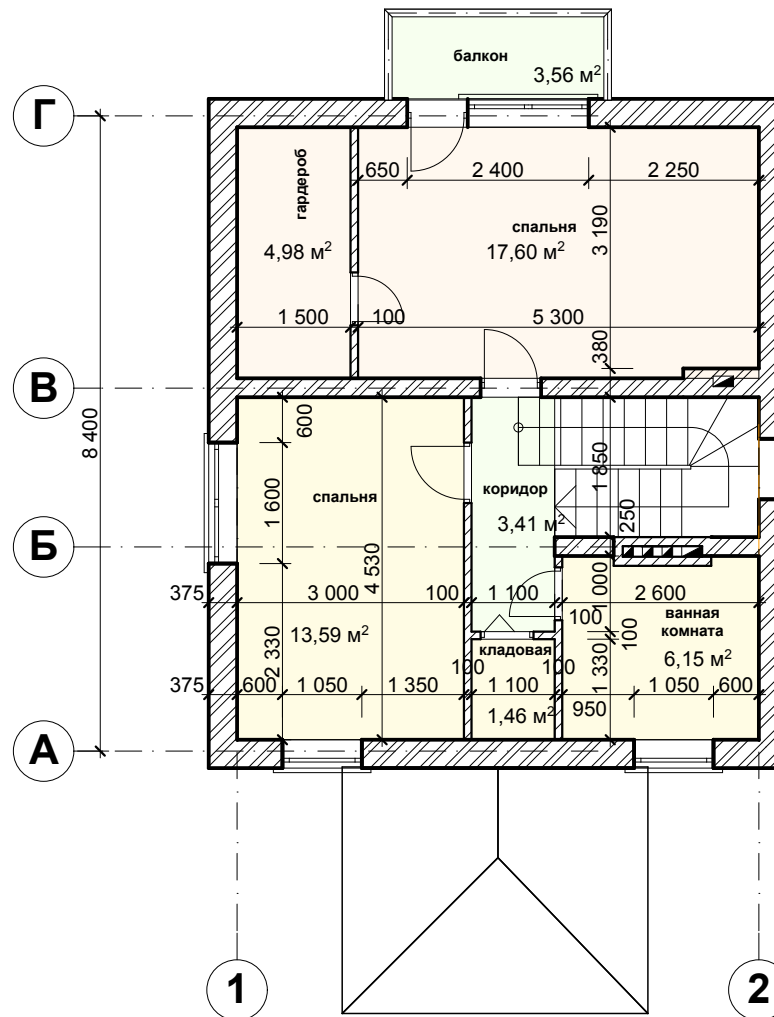 балкон
3,56 м²
Г
гардероб
4,98 м²
650
2 400
2 250
спальня
17,60 м²
3 190
1 500
100
5 300
380
В
8 400
600
1 600
спальня
4 530
коридор
3,41 м²
1 850
250
Б
375
3 000
100
1 100
1 000
2 600
13,59 м²
2 330
100
ванная
комната
6,15 м²
100
кладовая
100
100
1 330
375
600
1 050
1 350
1 100
1,46 м²
950
1 050
600
А
1
2